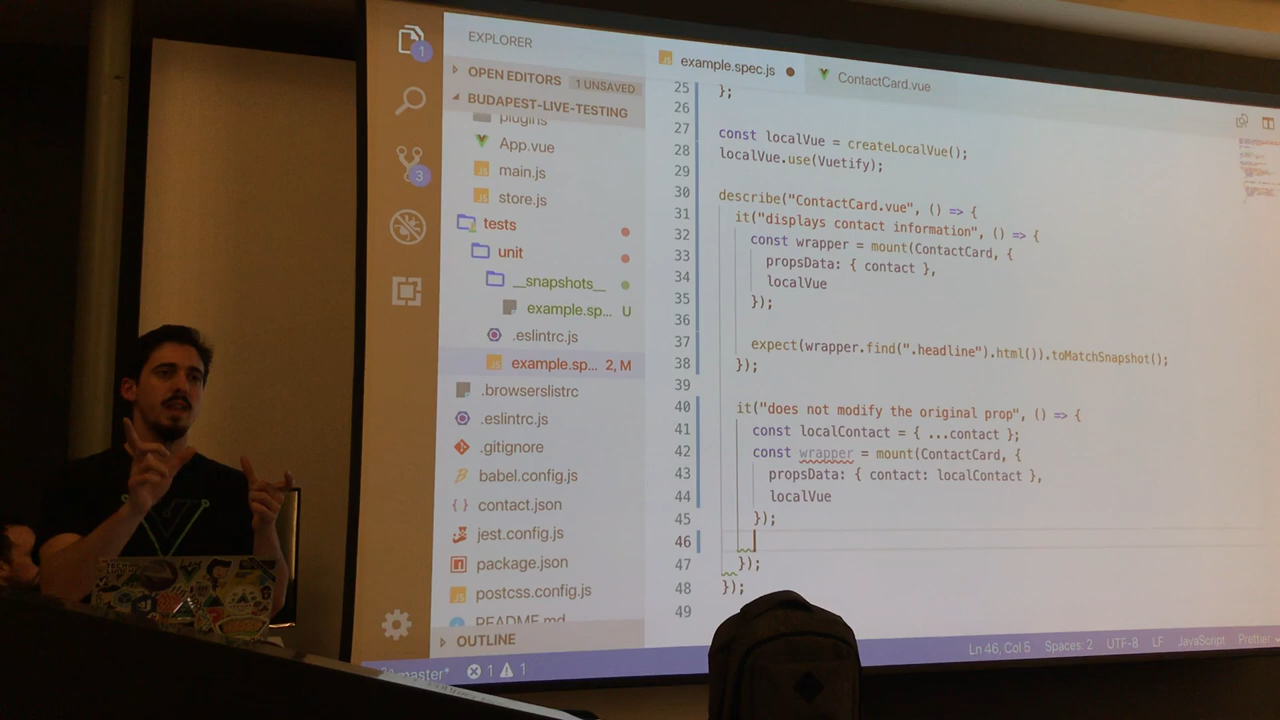 1
3
EXPLORER
OPEN EDITORS 1 UNSAVED
BUDAPEST-LIVE-TESTING
plugins
App.vue
main.js
store.js
tests
unit
__snapshots__
example.sp... U
.eslintrc.js
example.sp... 2, M
.browserslistrc
.eslintrc.js
.gitignore
babel.config.js
contact.json
jest.config.js
package.json
postcss.config.js
README.md
OUTLINE
example.spec.js
ContactCard.vue
25 };
26
27 const localVue = createLocalVue();
28 localVue.use(Vuetify);
29
30 describe("ContactCard.vue", () => {
31 it("displays contact information", () => {
32 const wrapper = mount(ContactCard, {
33 propsData: { contact },
34 localVue
35 });
36
37 expect(wrapper.find(".headline").html()).toMatchSnapshot();
38 });
39
40 it("does not modify the original prop", () => {
41 const localContact = { ...contact };
42 const wrapper = mount(ContactCard, {
43 propsData: { contact: localContact },
44 localVue
45 });
46
47 });
48 });
49
master* 1 1
Ln 46, Col 5 Spaces: 2 UTF-8 LF JavaScript Prettier